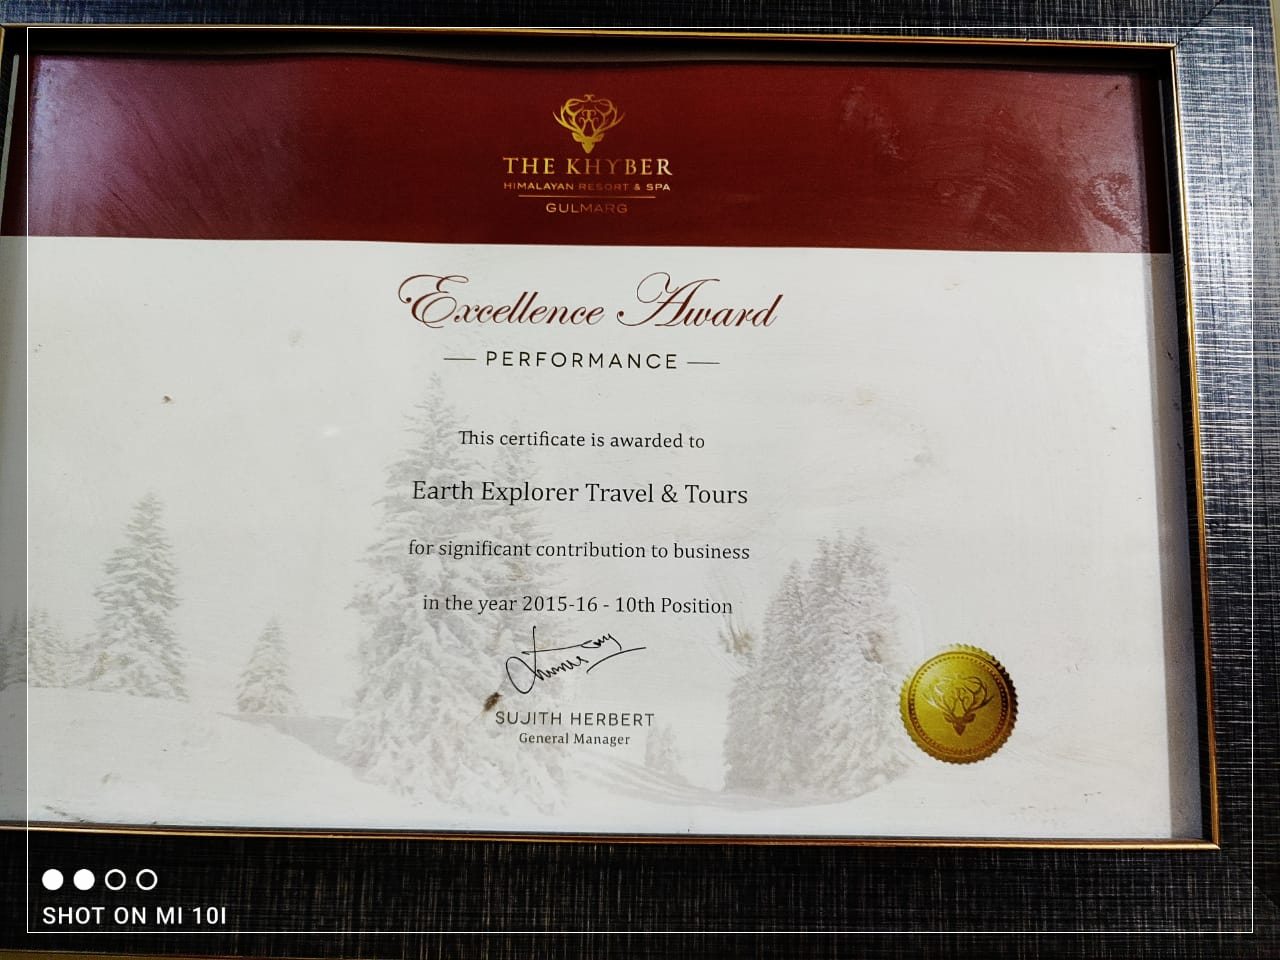 THE KHYBER
HIMALAYAN RESORT & SPA
GULMARG
Excellence Award
PERFORMANCE
This certificate is awarded to
Earth Explorer Travel & Tours
for significant contribution to business
in the year 2015-16 - 10th Position
SUJITH HERBERT
General Manager
SHOT ON MI 10I